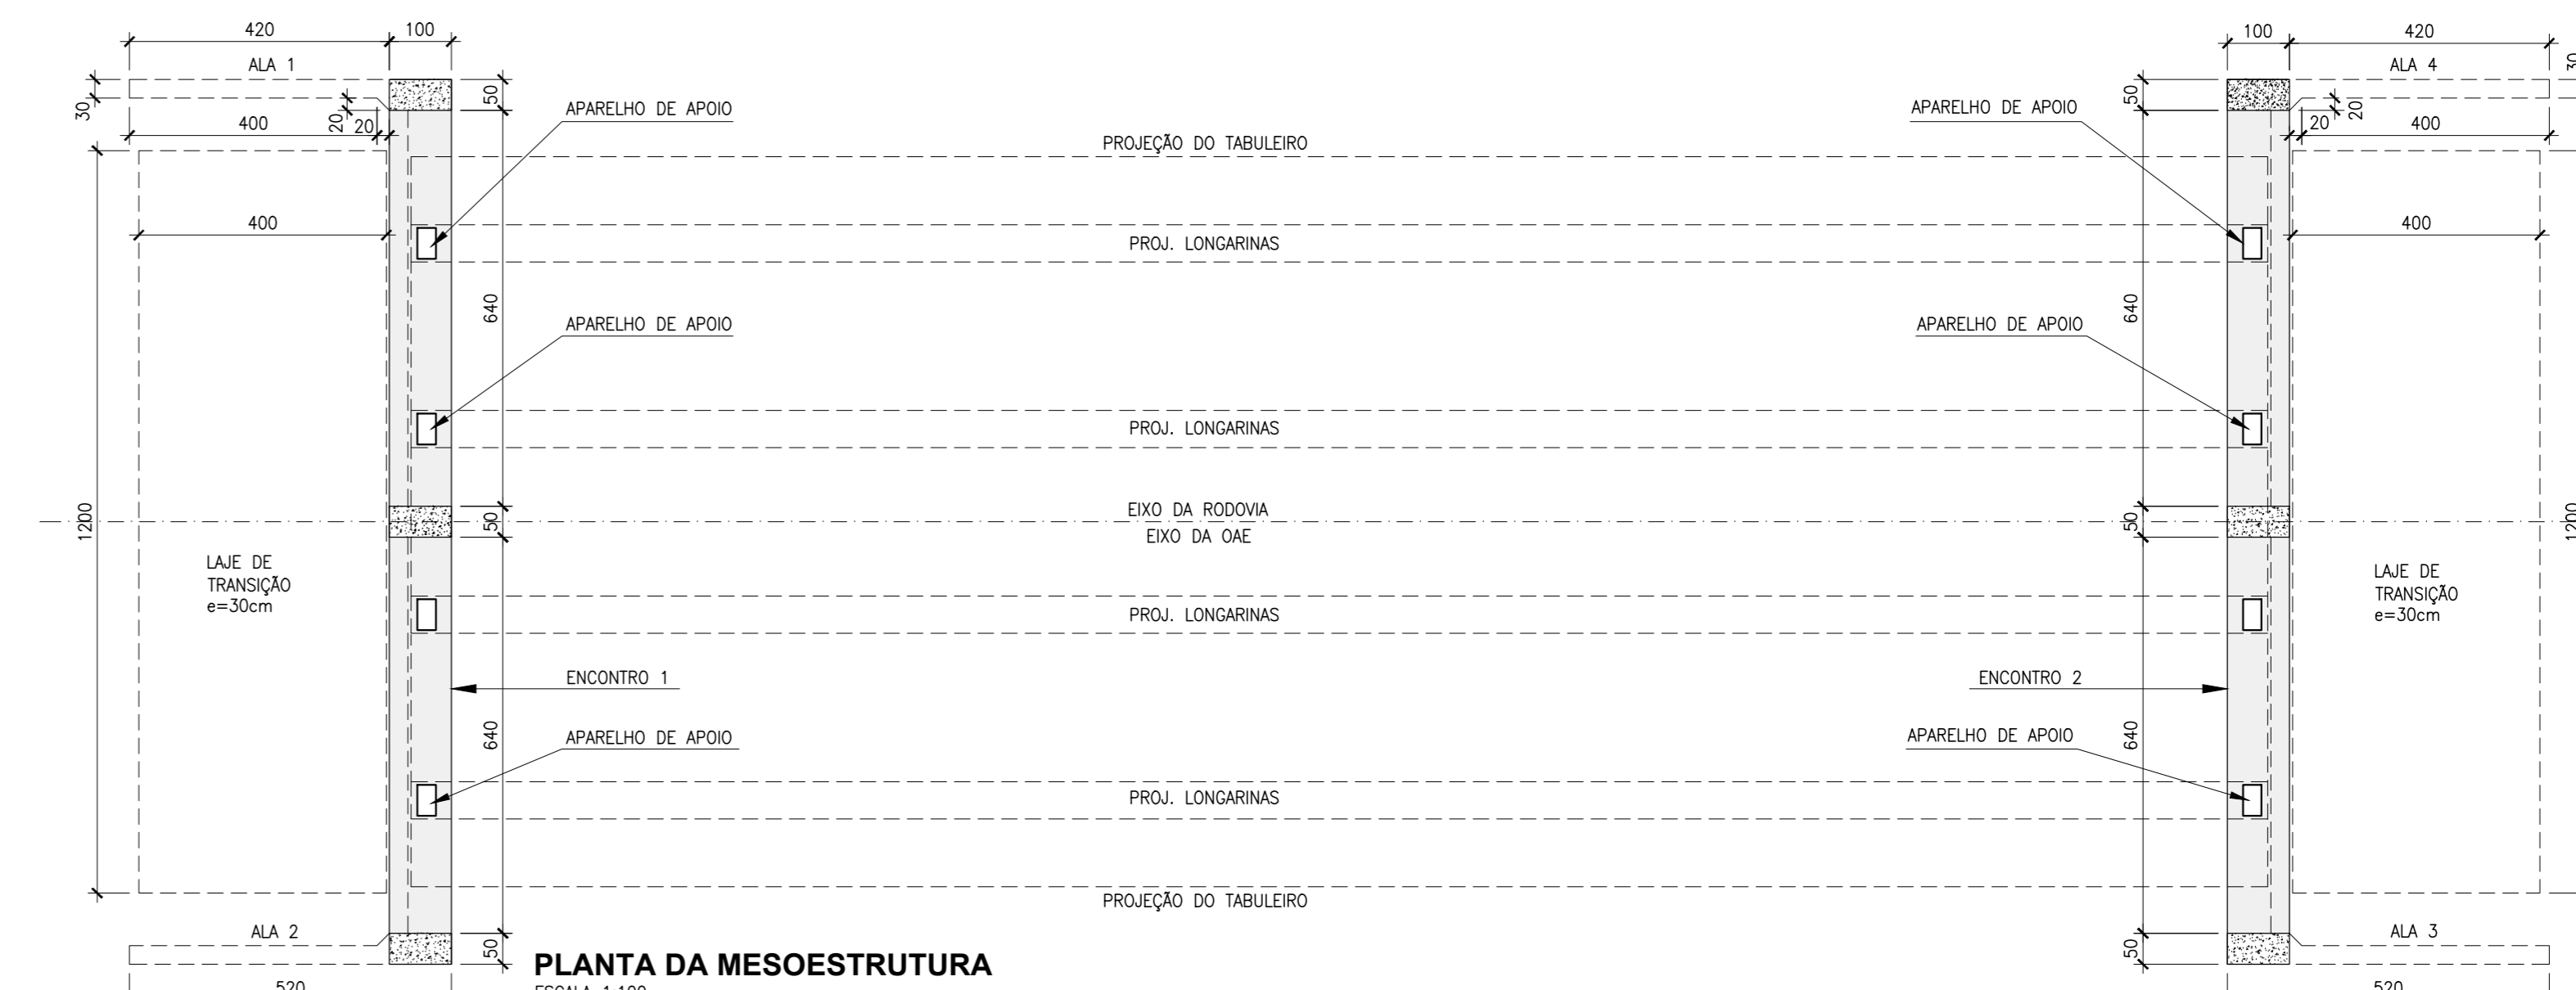 420
100
100
420
ALA 1
ALA 4
30
50
50
30
APARELHO DE APOIO
APARELHO DE APOIO
20
20
400
20
20
400
PROJEÇÃO DO TABULEIRO
400
400
PROJ. LONGARINAS
640
640
APARELHO DE APOIO
APARELHO DE APOIO
PROJ. LONGARINAS
1200
50
EIXO DA RODOVIA
EIXO DA OAE
50
1200
LAJE DE
TRANSIÇÃO
e=30cm
LAJE DE
TRANSIÇÃO
e=30cm
PROJ. LONGARINAS
ENCONTRO 1
ENCONTRO 2
640
640
APARELHO DE APOIO
APARELHO DE APOIO
PROJ. LONGARINAS
PROJEÇÃO DO TABULEIRO
ALA 2
ALA 3
50
50
PLANTA DA MESOESTRUTURA
520
ESCALA 1:100
520